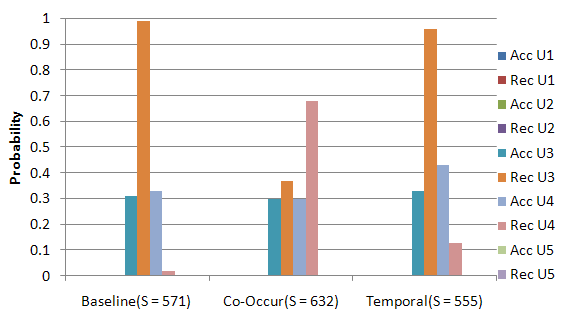 1
0.9
0.8
0.7
0.6
0.5
0.4
0.3
0.2
0.1
0
Probability
Baseline(S = 571)
Co-Occur(S = 632)
Temporal(S = 555)
Acc U1
Rec U1
Acc U2
Rec U2
Acc U3
Rec U3
Acc U4
Rec U4
Acc U5
Rec U5